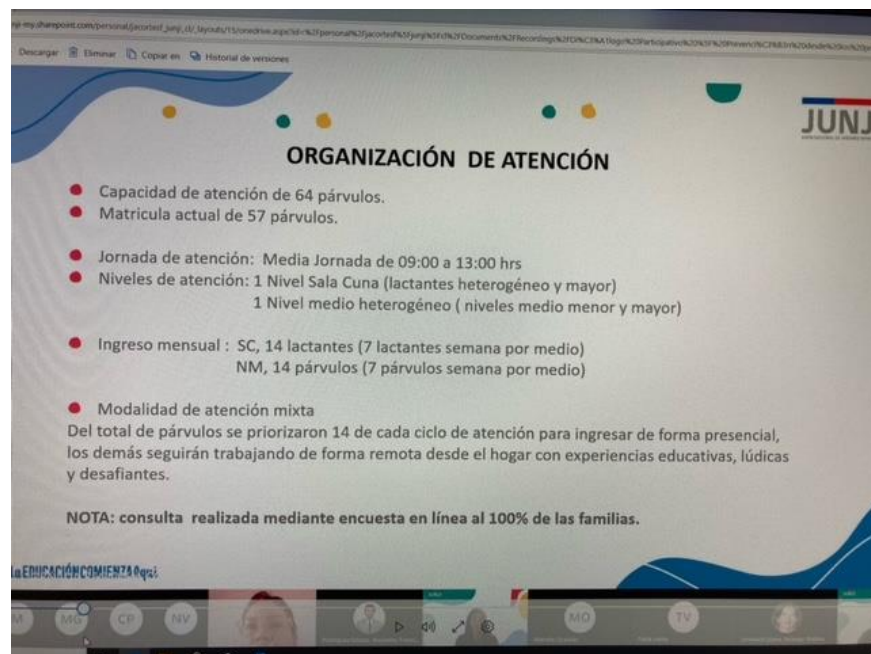 Descargar Eliminar Copiar en Historial de versiones
JUNJ
ORGANIZACIÓN DE ATENCIÓN
Capacidad de atención de 64 párvulos.
Matricula actual de 57 párvulos.
Jornada de atención: Media Jornada de 09:00 a 13:00 hrs
Niveles de atención: 1 Nivel Sala Cuna (lactantes heterogéneo y mayor)
1 Nivel medio heterogéneo ( niveles medio menor y mayor)
Ingreso mensual : SC, 14 lactantes (7 lactantes semana por medio)
NM, 14 párvulos (7 párvulos semana por medio)
Modalidad de atención mixta
Del total de párvulos se priorizaron 14 de cada ciclo de atención para ingresar de forma presencial,
los demás seguirán trabajando de forma remota desde el hogar con experiencias educativas, lúdicas
y desafiantes.
NOTA: consulta realizada mediante encuesta en línea al 100% de las familias.
La EDUCACIÓN COMIENZA Aquí
M MG CP NV MO TV